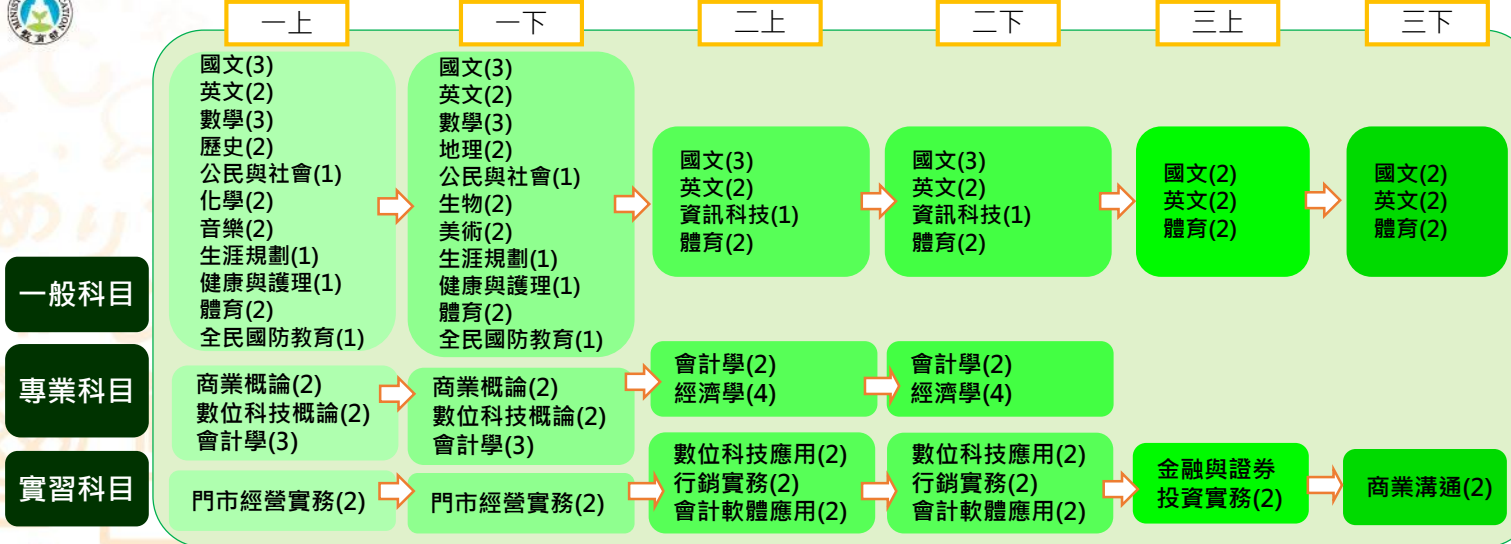 一上
一下
二上
二下
三上
三下
一般科目
國文(3)
英文(2)
數學(3)
歷史(2)
公民與社會(1)
化學(2)
音樂(2)
生涯規劃(1)
健康與護理(1)
體育(2)
全民國防教育(1)
國文(3)
英文(2)
數學(3)
地理(2)
公民與社會(1)
生物(2)
美術(2)
生涯規劃(1)
健康與護理(1)
體育(2)
全民國防教育(1)
國文(3)
英文(2)
資訊科技(1)
體育(2)
國文(3)
英文(2)
資訊科技(1)
體育(2)
國文(2)
英文(2)
體育(2)
國文(2)
英文(2)
體育(2)
專業科目
商業概論(2)
數位科技概論(2)
會計學(3)
商業概論(2)
數位科技概論(2)
會計學(3)
會計學(2)
經濟學(4)
會計學(2)
經濟學(4)
實習科目
門市經營實務(2)
門市經營實務(2)
數位科技應用(2)
行銷實務(2)
會計軟體應用(2)
數位科技應用(2)
行銷實務(2)
會計軟體應用(2)
金融與證券
投資實務(2)
商業溝通(2)